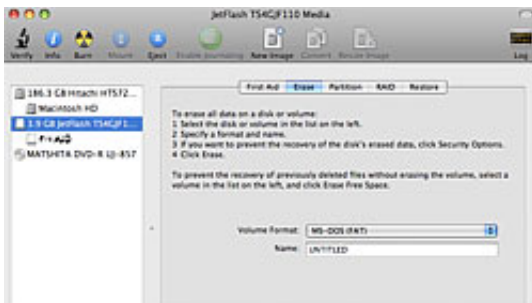 JetFlash TS4GJF110 Media
Verify Info Burn Mount Eject Enable Journaling New Image Convert Resize Image Log
186.3 GB Hitachi HTS72...
Macintosh HD
1.9 GB JetFlash TS4GJF1...
MATSHITA DVD-R UJ-857
First Aid Erase Partition RAID Restore
To erase all data on a disk or volume:
1 Select the disk or volume in the list on the left.
2 Specify a format and name.
3 If you want to prevent the recovery of the disk's erased data, click Security Options.
4 Click Erase.
To prevent the recovery of previously deleted files without erasing the volume, select a
volume in the list on the left, and click Erase Free Space.
Volume Format: MS-DOS (FAT)
Name: UNTITLED